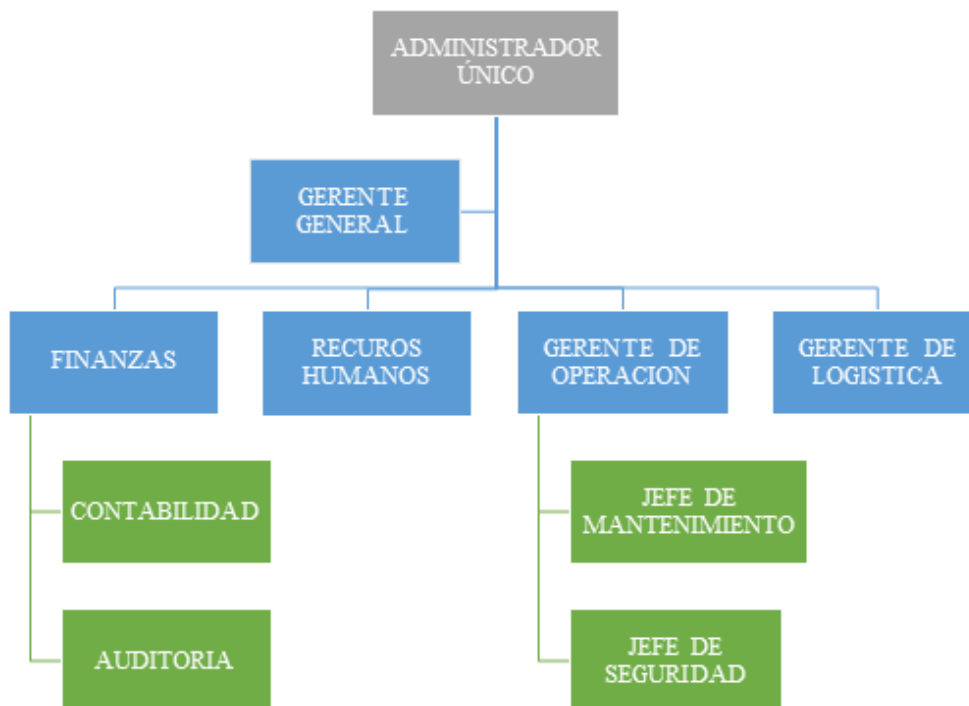 ADMINISTRADOR
ÚNICO
GERENTE
GENERAL
FINANZAS
RECUROS
HUMANOS
GERENTE DE
OPERACION
GERENTE DE
LOGISTICA
CONTABILIDAD
JEFE DE
MANTENIMIENTO
AUDITORIA
JEFE DE
SEGURIDAD